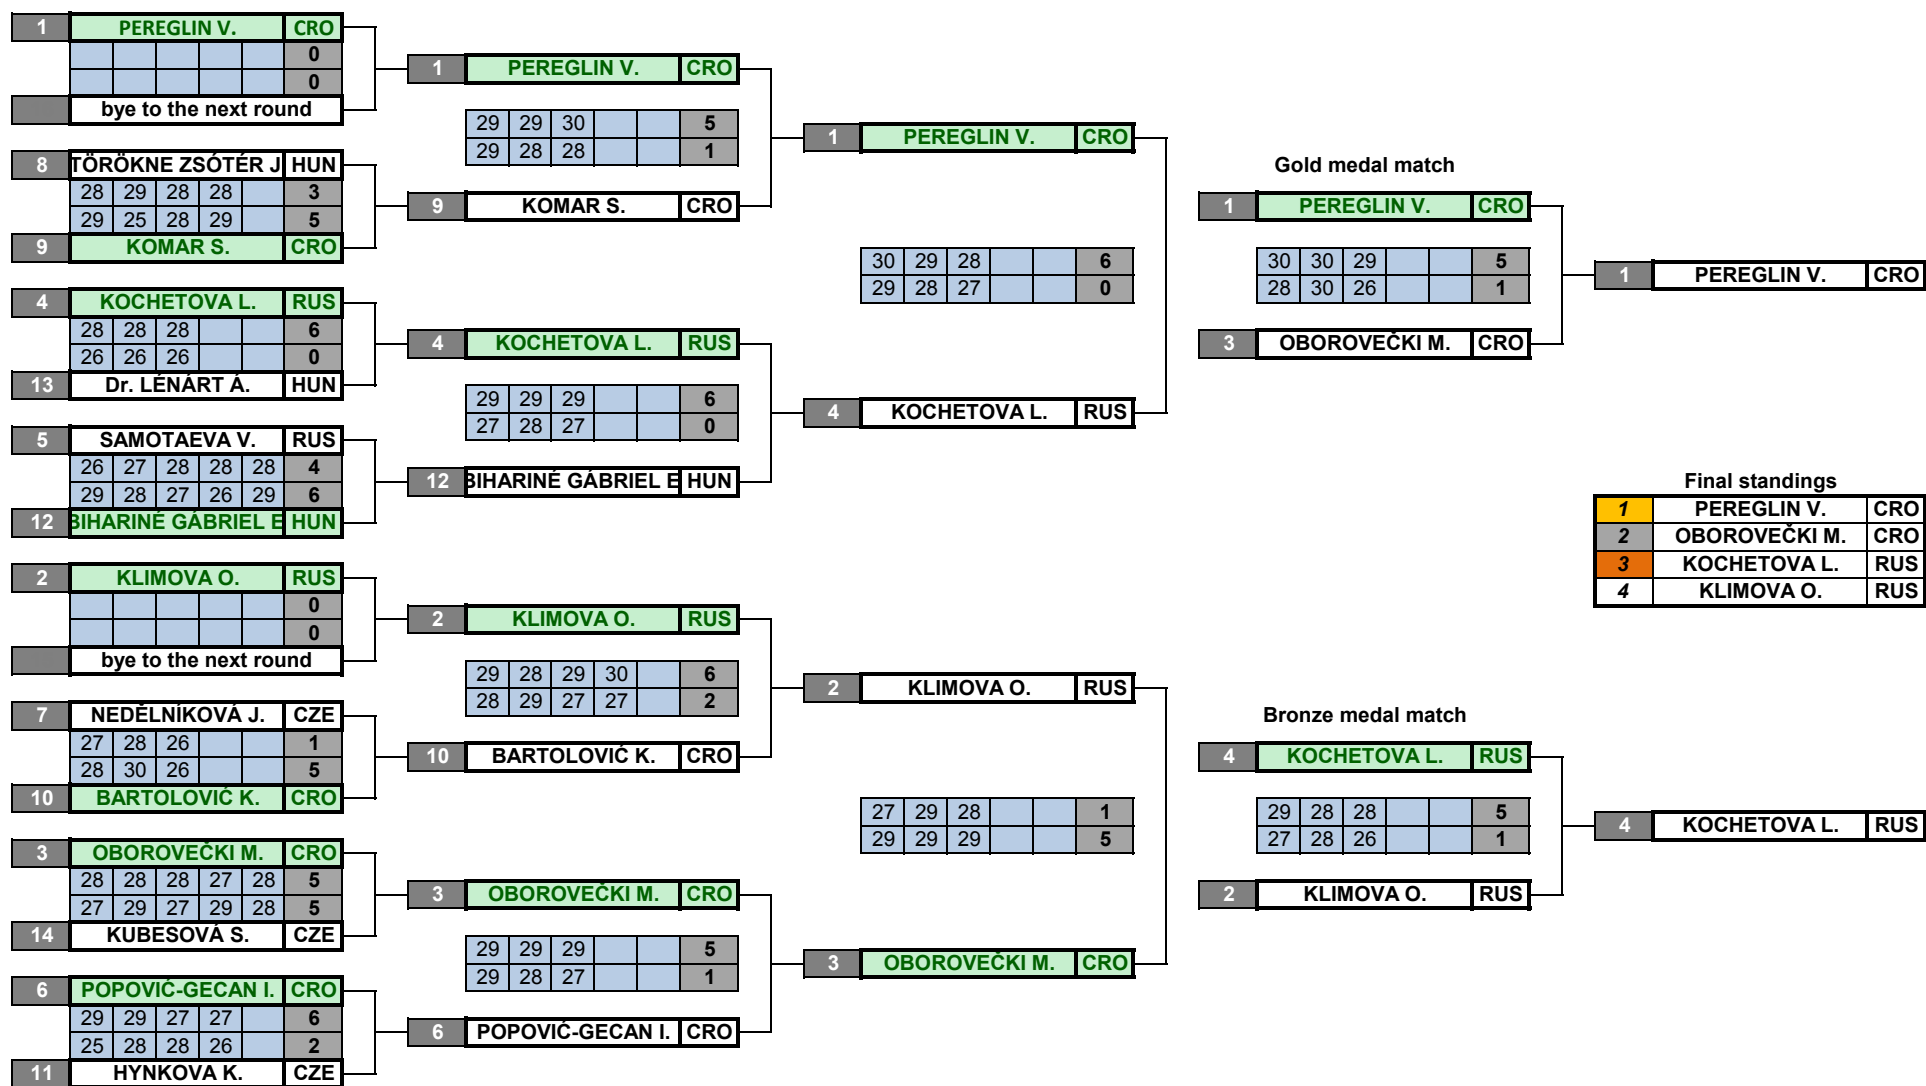 1 PEREGLIN V. CRO
0
0
bye to the next round
8 TÖRÖKNE ZSÓTÉR J HUN
28 29 28 28 3
29 25 28 29 5
9 KOMAR S. CRO
4 KOCHETOVA L. RUS
28 28 28 6
26 26 26 0
13 Dr. LÉNÁRT Á. HUN
5 SAMOTAEVA V. RUS
26 27 28 28 28 4
29 28 27 26 29 6
12 BIHARINÉ GÁBRIEL E HUN
2 KLIMOVA O. RUS
0
0
bye to the next round
7 NEDĚLNÍKOVÁ J. CZE
27 28 26 1
28 30 26 5
10 BARTOLOVIĆ K. CRO
3 OBOROVEČKI M. CRO
28 28 28 27 28 5
27 29 27 29 28 5
14 KUBESOVÁ S. CZE
6 POPOVIĆ-GECAN I. CRO
29 29 27 27 6
25 28 28 26 2
11 HYNKOVA K. CZE
1 PEREGLIN V. CRO
29 29 30 5
29 28 28 1
9 KOMAR S. CRO
4 KOCHETOVA L. RUS
29 29 29 6
27 28 27 0
12 BIHARINÉ GÁBRIEL E HUN
2 KLIMOVA O. RUS
29 28 29 30 6
28 29 27 27 2
10 BARTOLOVIĆ K. CRO
3 OBOROVEČKI M. CRO
29 29 29 5
29 28 27 1
6 POPOVIĆ-GECAN I. CRO
1 PEREGLIN V. CRO
30 29 28 6
29 28 27 0
4 KOCHETOVA L. RUS
2 KLIMOVA O. RUS
27 29 28 1
29 29 29 5
3 OBOROVEČKI M. CRO
Gold medal match
1 PEREGLIN V. CRO
30 30 29 5
28 30 26 1
3 OBOROVEČKI M. CRO
1 PEREGLIN V. CRO
Bronze medal match
4 KOCHETOVA L. RUS
29 28 28 5
27 28 26 1
2 KLIMOVA O. RUS
4 KOCHETOVA L. RUS
Final standings
1 PEREGLIN V. CRO
2 OBOROVEČKI M. CRO
3 KOCHETOVA L. RUS
4 KLIMOVA O. RUS